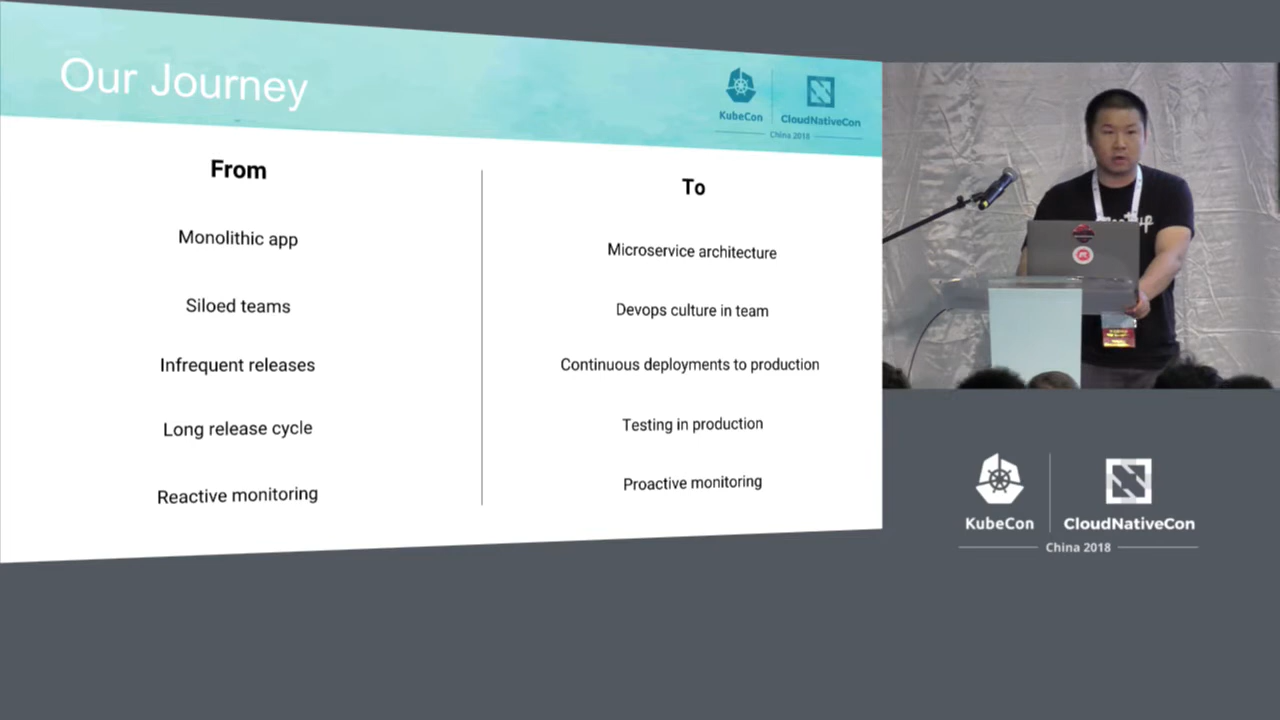 Our Journey
KubeCon
CloudNativeCon
China 2018
From
To
Monolithic app
Microservice architecture
Siloed teams
Devops culture in team
Infrequent releases
Continuous deployments to production
Long release cycle
Testing in production
Reactive monitoring
Proactive monitoring
KubeCon
CloudNativeCon
China 2018